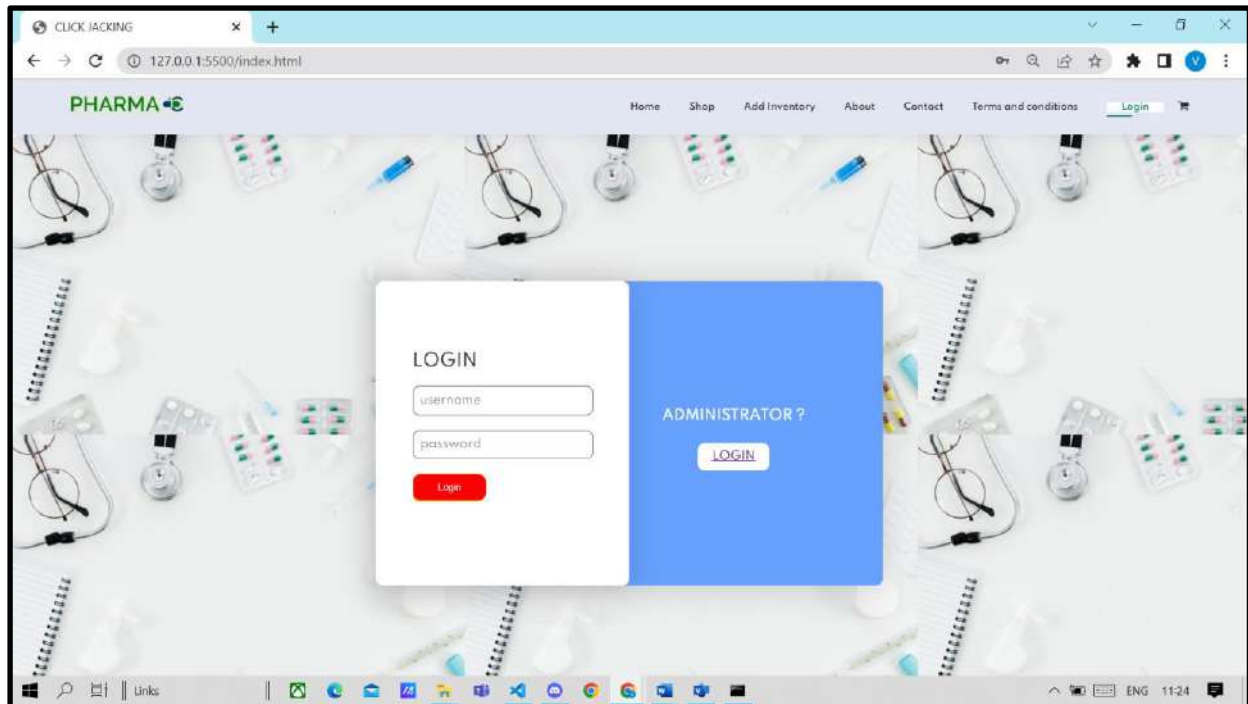 CLICK JACKING
127.0.0.1:5500/index.html
V
PHARMA-E
Home Shop Add Inventory About Contact Terms and conditions Login
LOGIN
username
password
Login
ADMINISTRATOR ?
LOGIN
Links
ENG 11:24